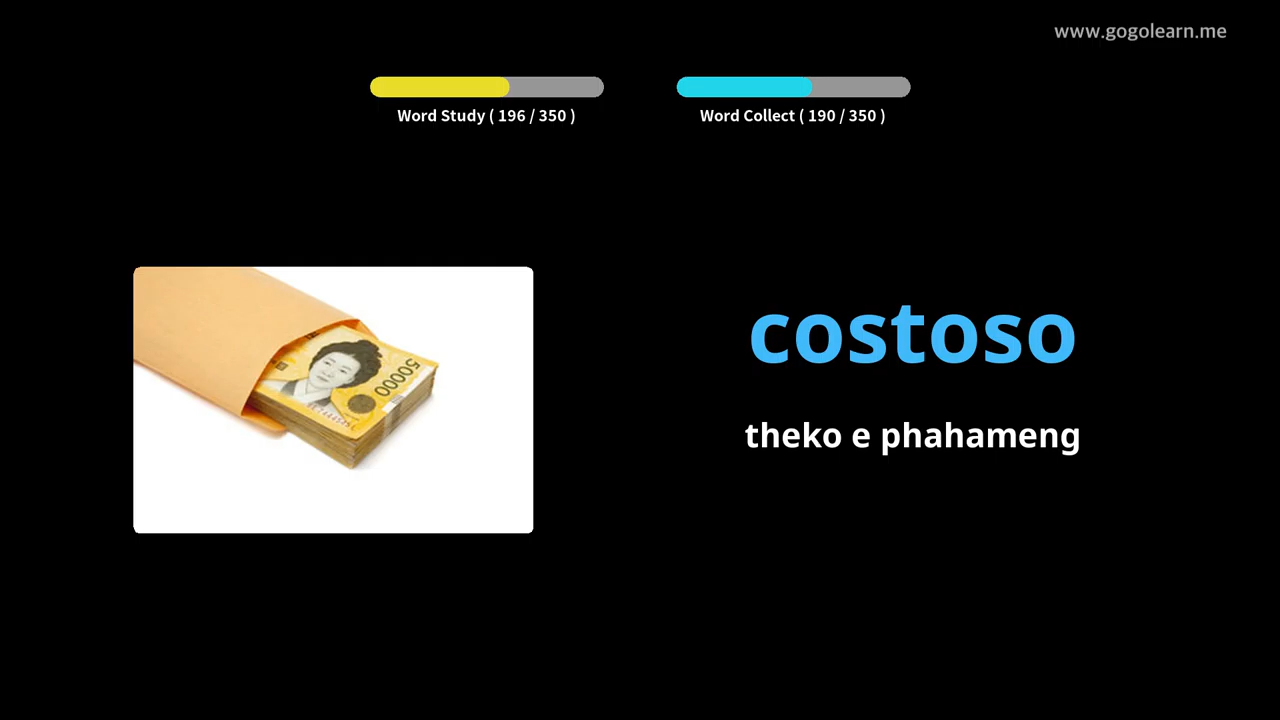 www.gogolearn.me
Word Study ( 196 / 350 )
Word Collect ( 190 / 350 )
50000
costoso
theko e phahameng